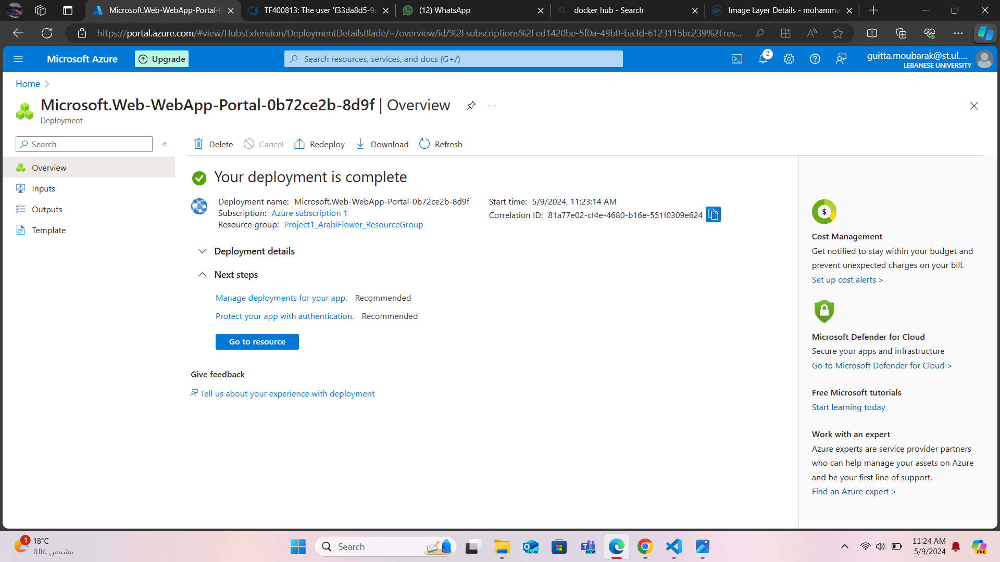 Microsoft.Web-WebApp-Portal-0
TF400813: The user 'f33da8d5-9a
(12) WhatsApp
docker hub - Search
Image Layer Details - mohamma
https://portal.azure.com/#view/HubsExtension/DeploymentDetailsBlade/~/overview/id/%2Fsubscriptions%2Fed1420be-5f0a-49b0-ba3d-6123115bc239%2Fres...
Microsoft Azure
Upgrade
Search resources, services, and docs (G+/)
2
guitta.moubarak@st.ul....
LEBANESE UNIVERSITY
Home
Microsoft.Web-WebApp-Portal-0b72ce2b-8d9f | Overview
Deployment
Search
Delete
Cancel
Redeploy
Download
Refresh
Overview
Inputs
Outputs
Template
Your deployment is complete
Deployment name: Microsoft.Web-WebApp-Portal-0b72ce2b-8d9f
Subscription: Azure subscription 1
Resource group: Project1_ArabiFlower_ResourceGroup
Start time: 5/9/2024, 11:23:14 AM
Correlation ID: 81a77e02-cf4e-4680-b16e-551f0309e624
Deployment details
Next steps
Manage deployments for your app. Recommended
Protect your app with authentication. Recommended
Go to resource
Give feedback
Tell us about your experience with deployment
$
Cost Management
Get notified to stay within your budget and
prevent unexpected charges on your bill.
Set up cost alerts >
Microsoft Defender for Cloud
Secure your apps and infrastructure
Go to Microsoft Defender for Cloud >
Free Microsoft tutorials
Start learning today
Work with an expert
Azure experts are service provider partners
who can help manage your assets on Azure
and be your first line of support.
Find an Azure expert >
1
18°C
مشمس غالبًا
Search
NEW
NEW
11:24 AM
5/9/2024
PRE